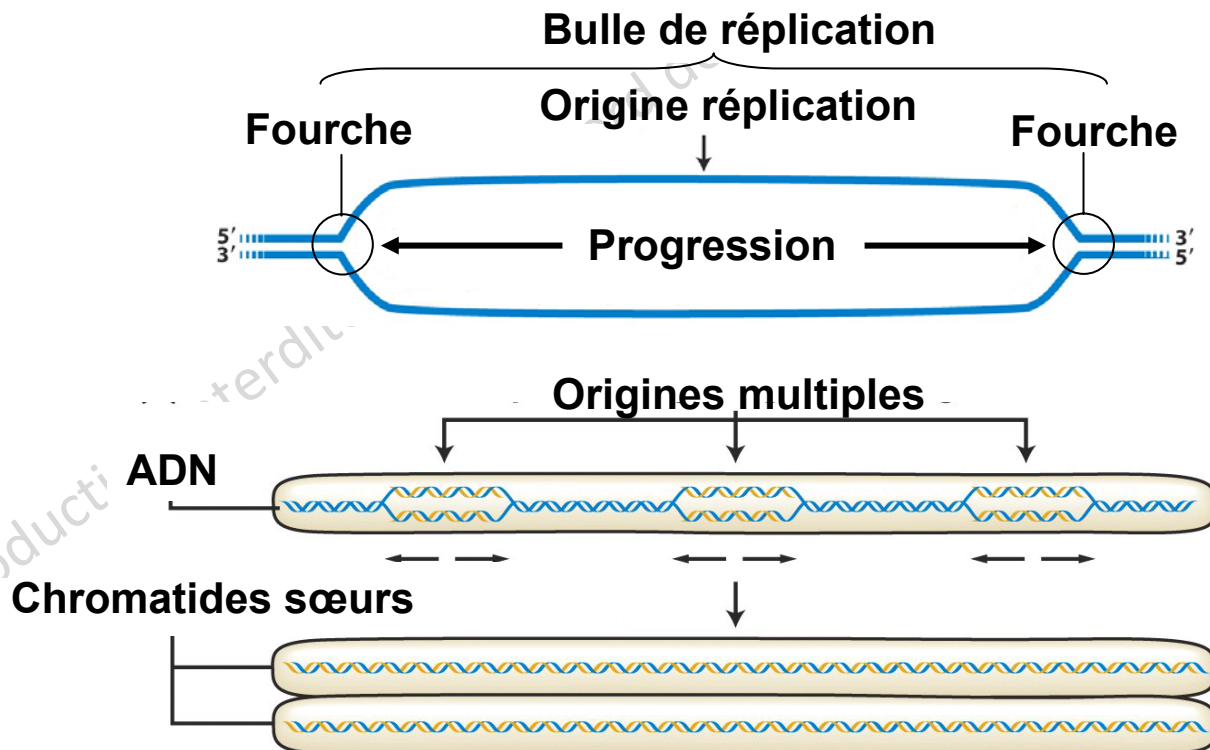 Bulle de réplication
Origine réplication
Fourche
Fourche
5′
3′
Progression
3′
5′
Origines multiples
ADN
Chromatides sœurs